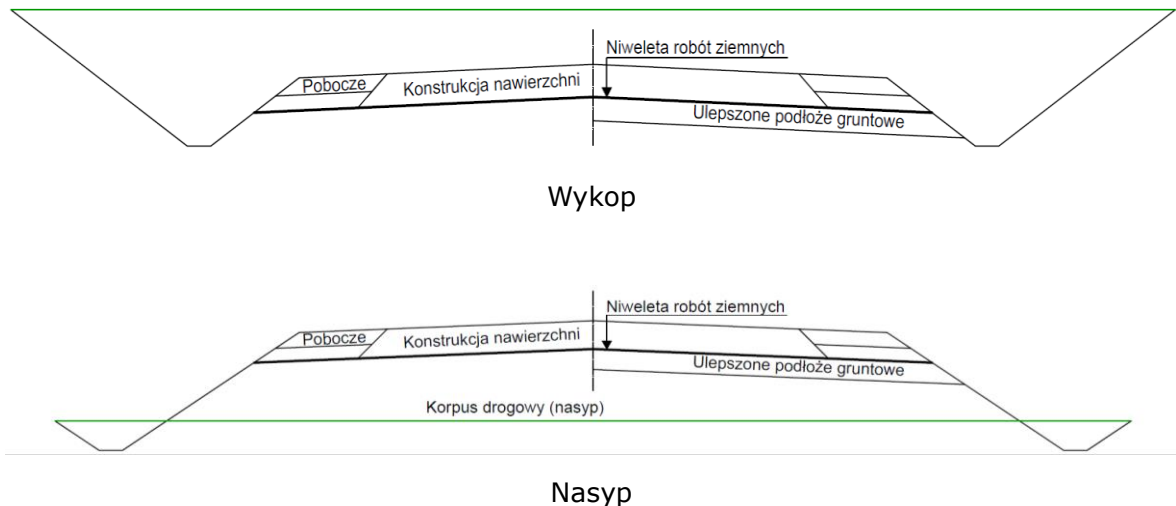 Niweleta robót ziemnych
Pobocze
Konstrukcja nawierzchni
Ulepszone podłoże gruntowe
Wykop
Niweleta robót ziemnych
Pobocze
Konstrukcja nawierzchni
Ulepszone podłoże gruntowe
Korpus drogowy (nasyp)
Nasyp